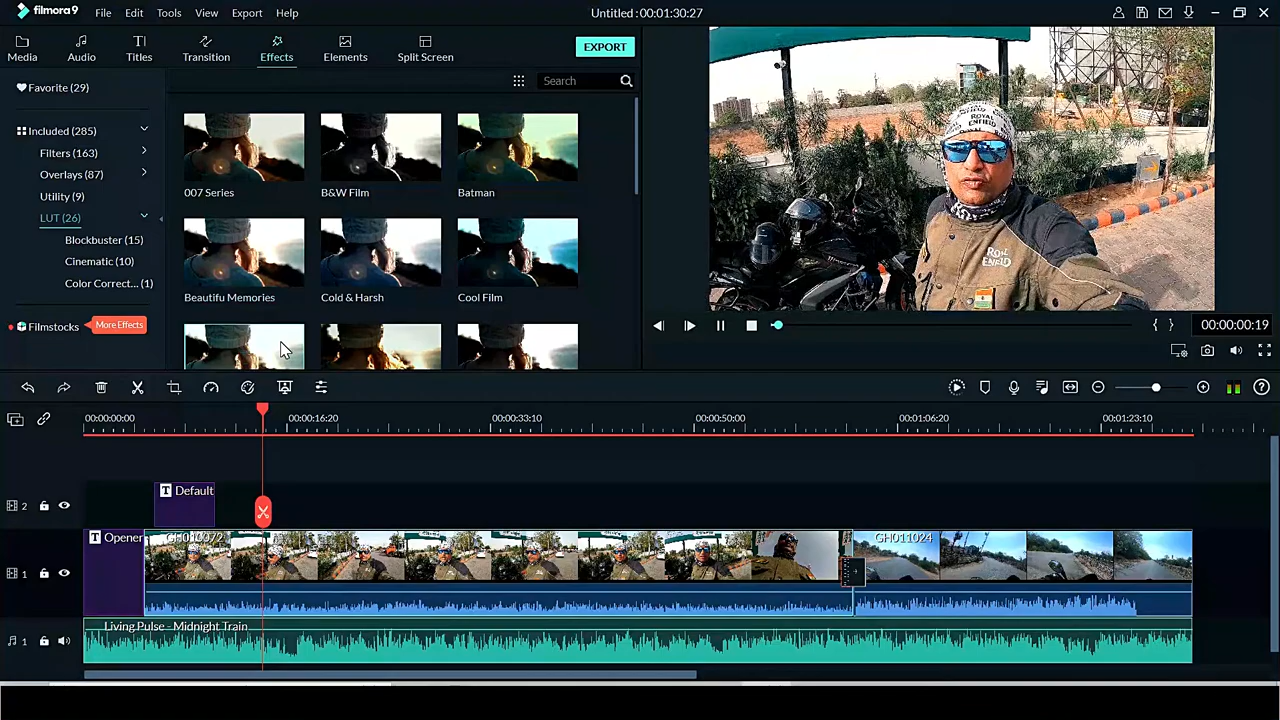 filmora9 File Edit Tools View Export Help Untitled : 00:01:30:27
Media Audio Titles Transition Effects Elements Split Screen EXPORT
Favorite (29)
Search
Included (285)
Filters (163)
Overlays (87)
Utility (9)
LUT (26)
Blockbuster (15)
Cinematic (10)
Color Correct... (1)
Filmstocks More Effects
007 Series B&W Film Batman
Beautifu Memories Cold & Harsh Cool Film
ROYAL ENFIELD
00:00:00:19
00:00:00:00 00:00:16:20 00:00:33:10 00:00:50:00 00:01:06:20 00:01:23:10
2 T Default
1 T Opener GH010072 GH011024
1 Living Pulse - Midnight Train